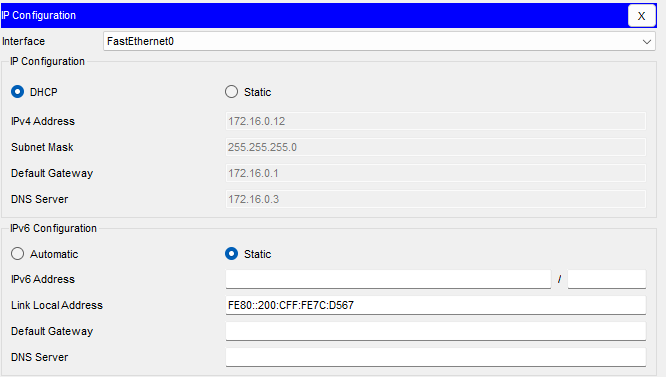 IP Configuration X
Interface FastEthernet0
IP Configuration
DHCP Static
IPv4 Address 172.16.0.12
Subnet Mask 255.255.255.0
Default Gateway 172.16.0.1
DNS Server 172.16.0.3
IPv6 Configuration
Automatic Static
IPv6 Address /
Link Local Address FE80::200:CFF:FE7C:D567
Default Gateway
DNS Server